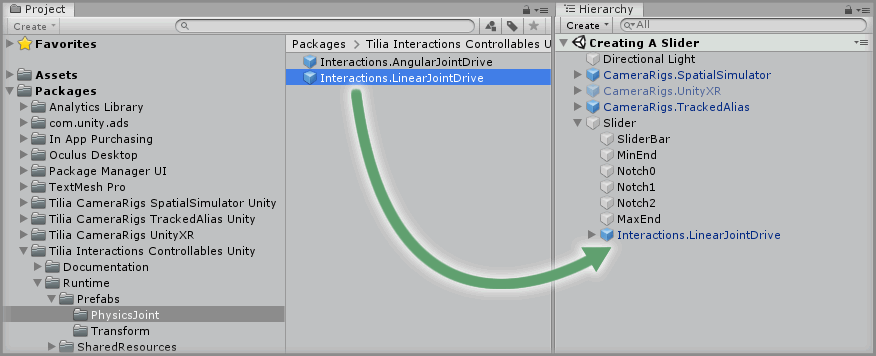 Project
Create
Favorites
Assets
Packages
Analytics Library
com.unity.ads
In App Purchasing
Oculus Desktop
Package Manager UI
TextMesh Pro
Tilia CameraRigs SpatialSimulator Unity
Tilia CameraRigs TrackedAlias Unity
Tilia CameraRigs UnityXR
Tilia Interactions Controllables Unity
Documentation
Runtime
Prefabs
PhysicsJoint
Transform
SharedResources
Packages > Tilia Interactions Controllables U
Interactions.AngularJointDrive
Interactions.LinearJointDrive
Hierarchy
Create All
Creating A Slider
Directional Light
CameraRigs.SpatialSimulator
CameraRigs.UnityXR
CameraRigs.TrackedAlias
Slider
SliderBar
MinEnd
Notch0
Notch1
Notch2
MaxEnd
Interactions.LinearJointDrive